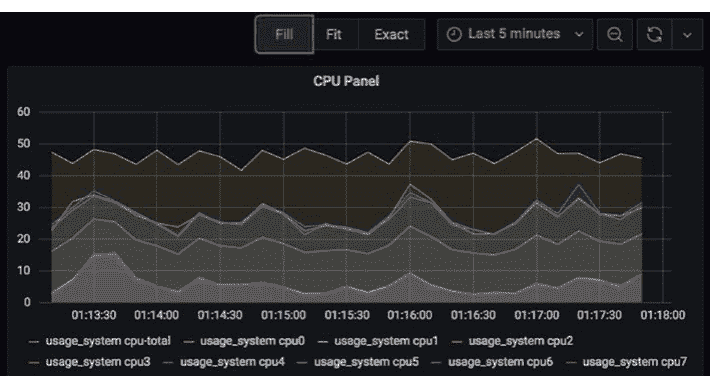 Fill Fit Exact Last 5 minutes
CPU Panel
60
50
40
30
20
10
0
01:13:30 01:14:00 01:14:30 01:15:00 01:15:30 01:16:00 01:16:30 01:17:00 01:17:30 01:18:00
usage_system cpu-total usage_system cpu0 usage_system cpu1 usage_system cpu2
usage_system cpu3 usage_system cpu4 usage_system cpu5 usage_system cpu6 usage_system cpu7